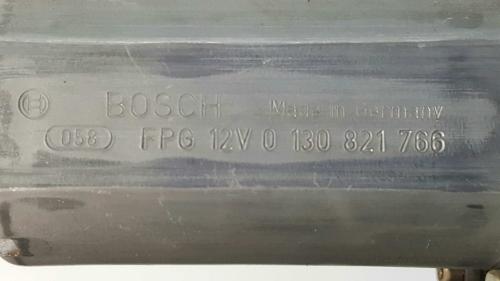 BOSCH Made in Germany
058 FPG 12V 0 130 821 766